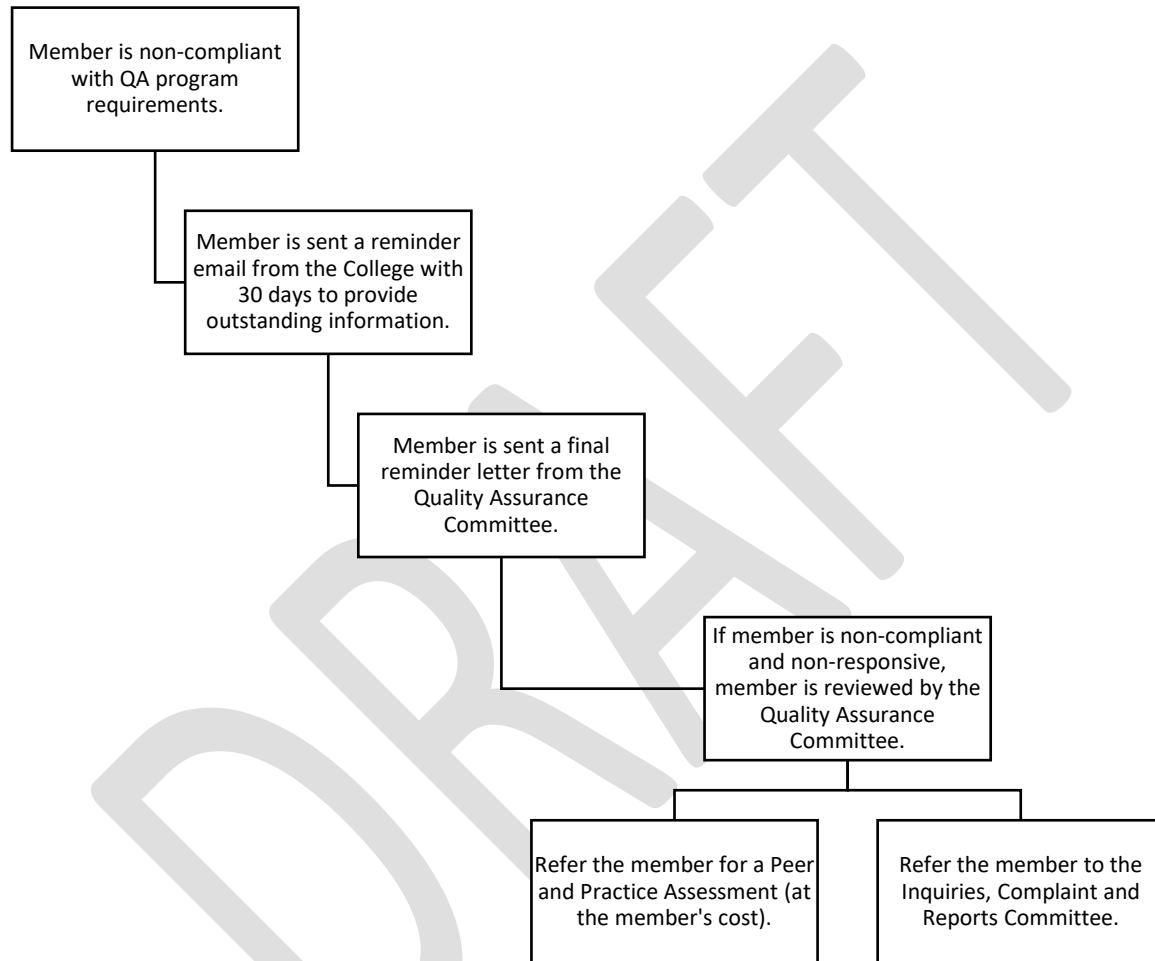 Member is non-compliant
with QA program
requirements.
Member is sent a reminder
email from the College with
30 days to provide
outstanding information.
Member is sent a final
reminder letter from the
Quality Assurance
Committee.
If member is non-compliant
and non-responsive,
member is reviewed by the
Quality Assurance
Committee.
Refer the member for a Peer
and Practice Assessment (at
the member's cost).
Refer the member to the
Inquiries, Complaint and
Reports Committee.
DRAFT